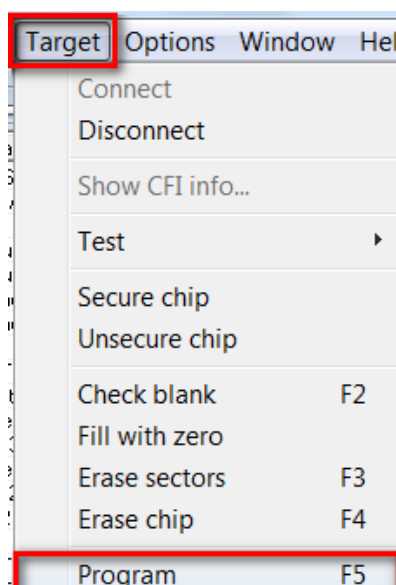 Target Options Window Hel
Connect
Disconnect
Show CFI info...
Test
Secure chip
Unsecure chip
Check blank F2
Fill with zero
Erase sectors F3
Erase chip F4
Program F5